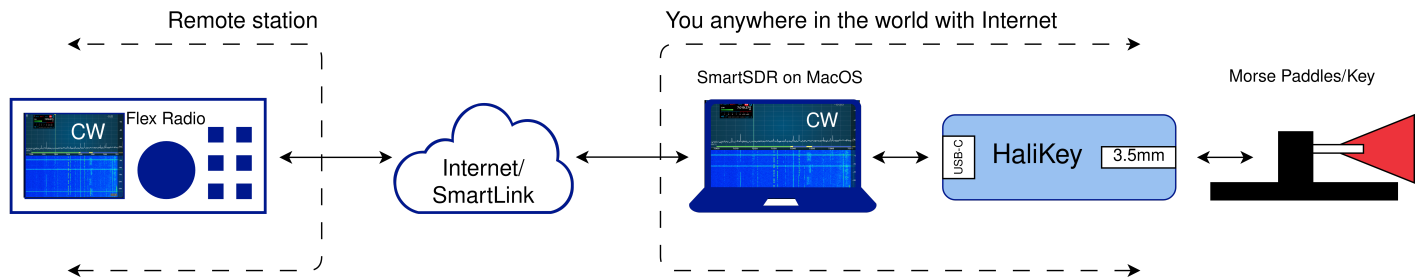 Remote station
You anywhere in the world with Internet
SmartSDR on MacOS
Morse Paddles/Key
Flex Radio
CW
CW
Internet/
SmartLink
USB-C
HaliKey
3.5mm